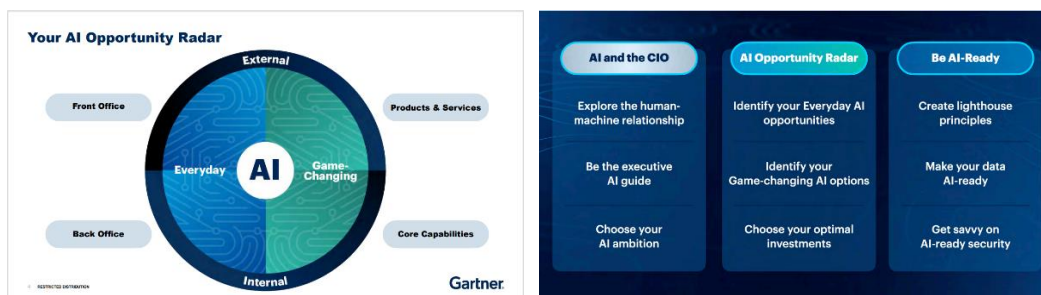 Your AI Opportunity Radar
External
Front Office
Products & Services
Everyday
AI
Game-
Changing
Back Office
Core Capabilities
Internal
RESTRICTED DISTRIBUTION
Gartner
AI and the CIO
Explore the human-
machine relationship
Be the executive
AI guide
Choose your
AI ambition
AI Opportunity Radar
Identify your Everyday AI
opportunities
Identify your
Game-changing AI options
Choose your optimal
investments
Be AI-Ready
Create lighthouse
principles
Make your data
AI-ready
Get savvy on
AI-ready security